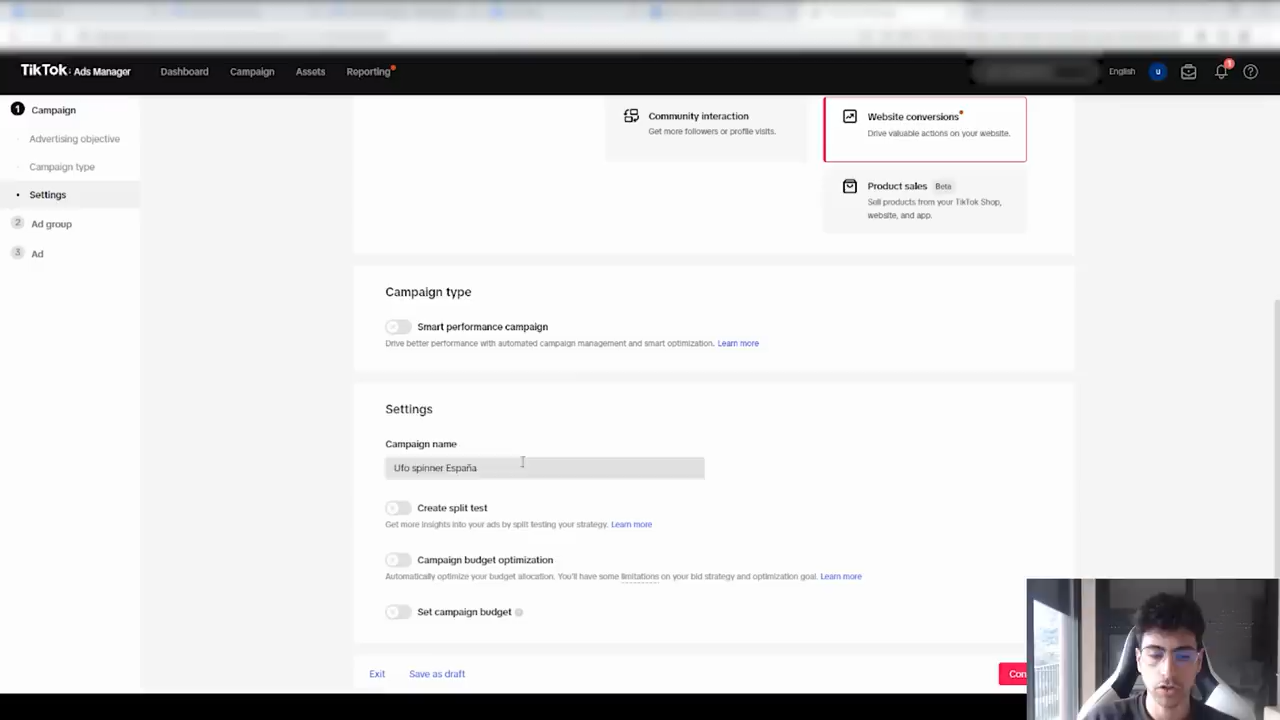 TikTok: Ads Manager
Dashboard
Campaign
Assets
Reporting
English
u
1
1 Campaign
Advertising objective
Campaign type
Settings
2 Ad group
3 Ad
Community interaction
Get more followers or profile visits.
Website conversions
Drive valuable actions on your website.
Product sales Beta
Sell products from your TikTok Shop,
website, and app.
Campaign type
Smart performance campaign
Drive better performance with automated campaign management and smart optimization. Learn more
Settings
Campaign name
Ufo spinner España
Create split test
Get more insights into your ads by split testing your strategy. Learn more
Campaign budget optimization
Automatically optimize your budget allocation. You'll have some limitations on your bid strategy and optimization goal. Learn more
Set campaign budget
Exit
Save as draft
Con